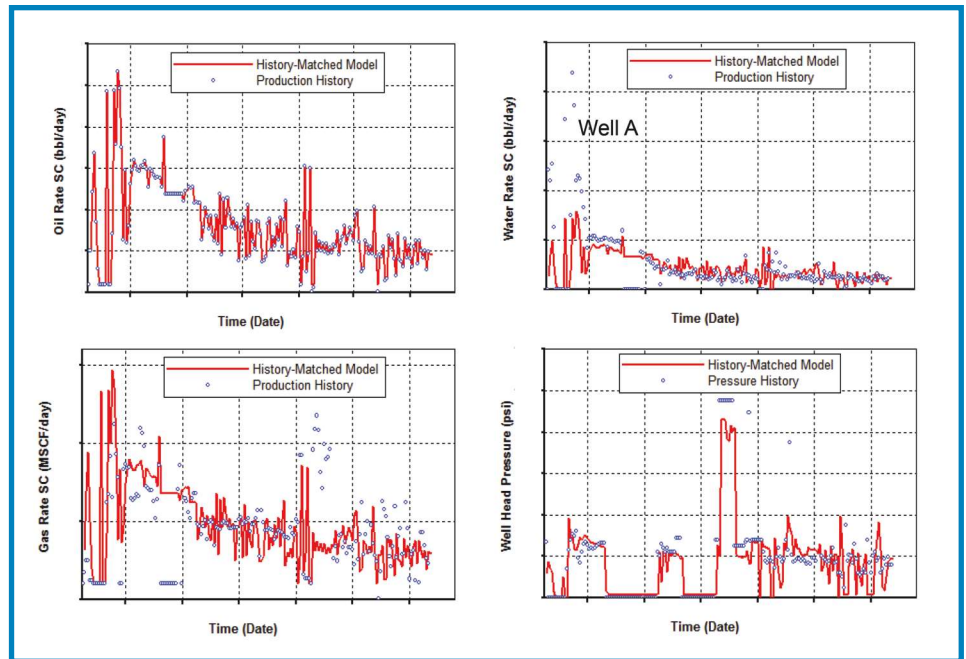 History-Matched Model
Production History
Oil Rate SC (bbl/day)
Time (Date)
History-Matched Model
Production History
Well A
Water Rate SC (bbl/day)
Time (Date)
History-Matched Model
Production History
Gas Rate SC (MSCF/day)
Time (Date)
History-Matched Model
Pressure History
Well Head Pressure (psi)
Time (Date)